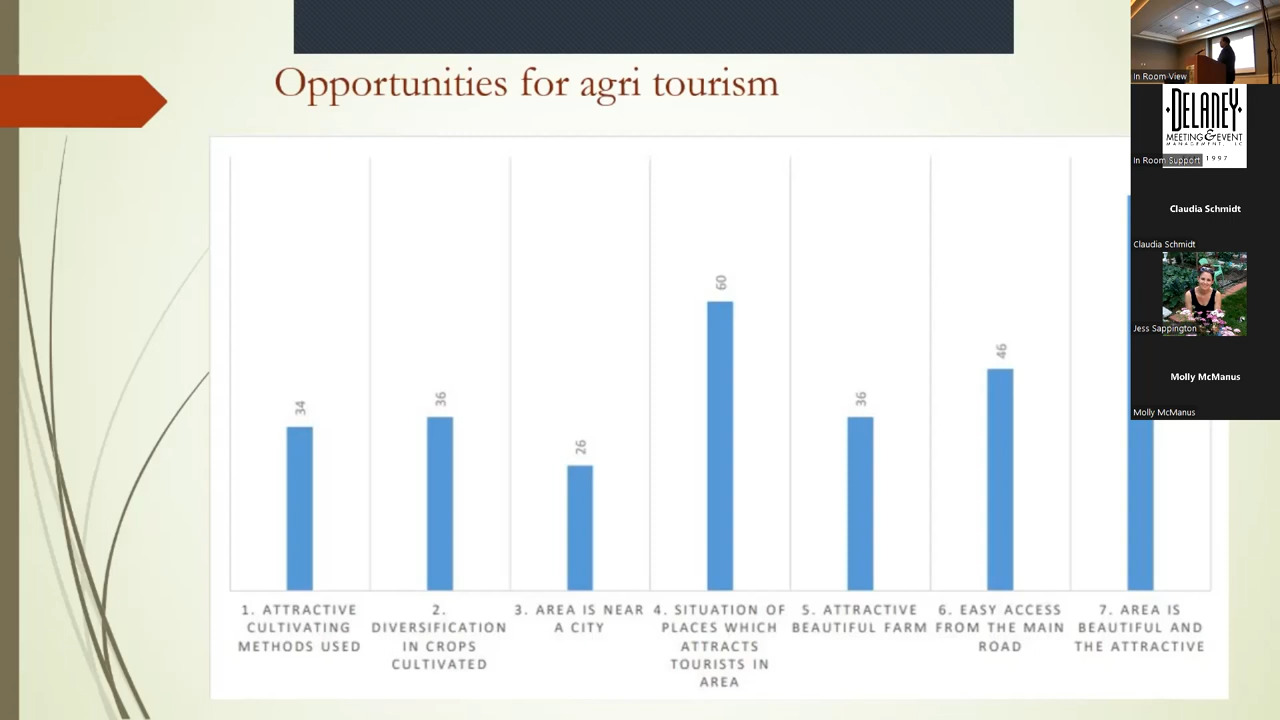 Opportunities for agri tourism
34
36
26
60
36
46
1. ATTRACTIVE
CULTIVATING
METHODS USED
2.
DIVERSIFICATION
IN CROPS
CULTIVATED
3. AREA IS NEAR
A CITY
4. SITUATION OF
PLACES WHICH
ATTRACTS
TOURISTS IN
AREA
5. ATTRACTIVE
BEAUTIFUL FARM
6. EASY ACCESS
FROM THE MAIN
ROAD
7. AREA IS
BEAUTIFUL AND
THE ATTRACTIVE
In Room View
DELANEY
MEETING & EVENT
MANAGEMENT, LLC
1997
In Room Support
Claudia Schmidt
Claudia Schmidt
Jess Sappington
Molly McManus
Molly McManus